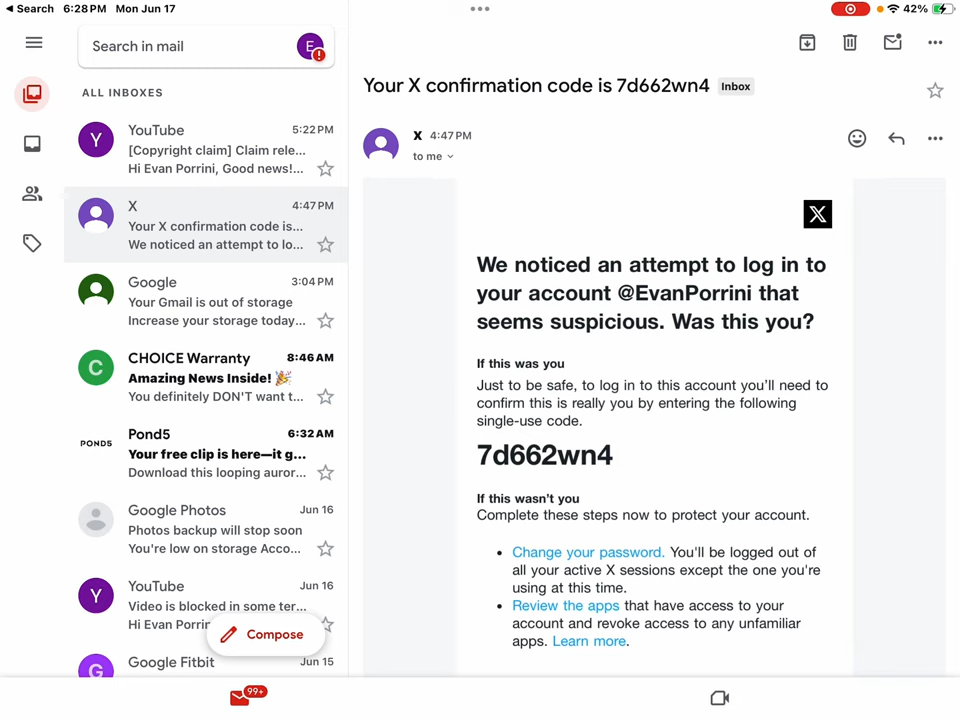 Search 6:28 PM Mon Jun 17
42%
Search in mail
E
ALL INBOXES
Y
YouTube 5:22 PM
[Copyright claim] Claim rele...
Hi Evan Porrini, Good news!...
X 4:47 PM
Your X confirmation code is...
We noticed an attempt to lo...
Google 3:04 PM
Your Gmail is out of storage
Increase your storage today...
C
CHOICE Warranty 8:46 AM
Amazing News Inside! 🎉
You definitely DON'T want t...
POND5
Pond5 6:32 AM
Your free clip is here—it g...
Download this looping auror...
Google Photos Jun 16
Photos backup will stop soon
You're low on storage Acco...
Y
YouTube Jun 16
Video is blocked in some ter...
Hi Evan Porrin
Compose
G
Google Fitbit Jun 15
99+
Your X confirmation code is 7d662wn4 Inbox
X 4:47 PM
to me
X
We noticed an attempt to log in to
your account @EvanPorrini that
seems suspicious. Was this you?
If this was you
Just to be safe, to log in to this account you'll need to
confirm this is really you by entering the following
single-use code.
7d662wn4
If this wasn't you
Complete these steps now to protect your account.
• Change your password. You'll be logged out of
all your active X sessions except the one you're
using at this time.
• Review the apps that have access to your
account and revoke access to any unfamiliar
apps. Learn more.